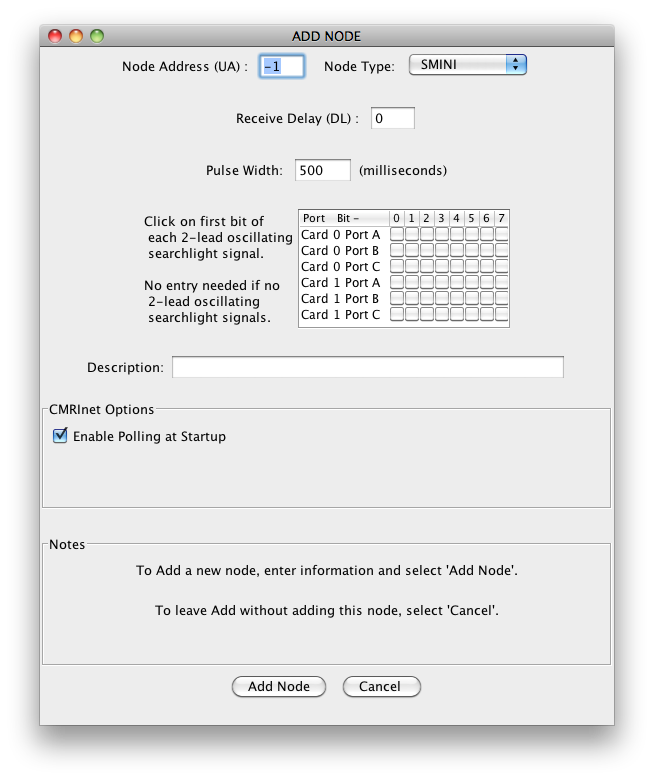 ADD NODE
Node Address (UA) : -1 Node Type: SMINI
Receive Delay (DL) : 0
Pulse Width: 500 (milliseconds)
Click on first bit of
each 2-lead oscillating
searchlight signal.
No entry needed if no
2-lead oscillating
searchlight signals.
Port Bit - 0 1 2 3 4 5 6 7
Card 0 Port A
Card 0 Port B
Card 0 Port C
Card 1 Port A
Card 1 Port B
Card 1 Port C
Description:
CMRInet Options
Enable Polling at Startup
Notes
To Add a new node, enter information and select 'Add Node'.
To leave Add without adding this node, select 'Cancel'.
Add Node Cancel